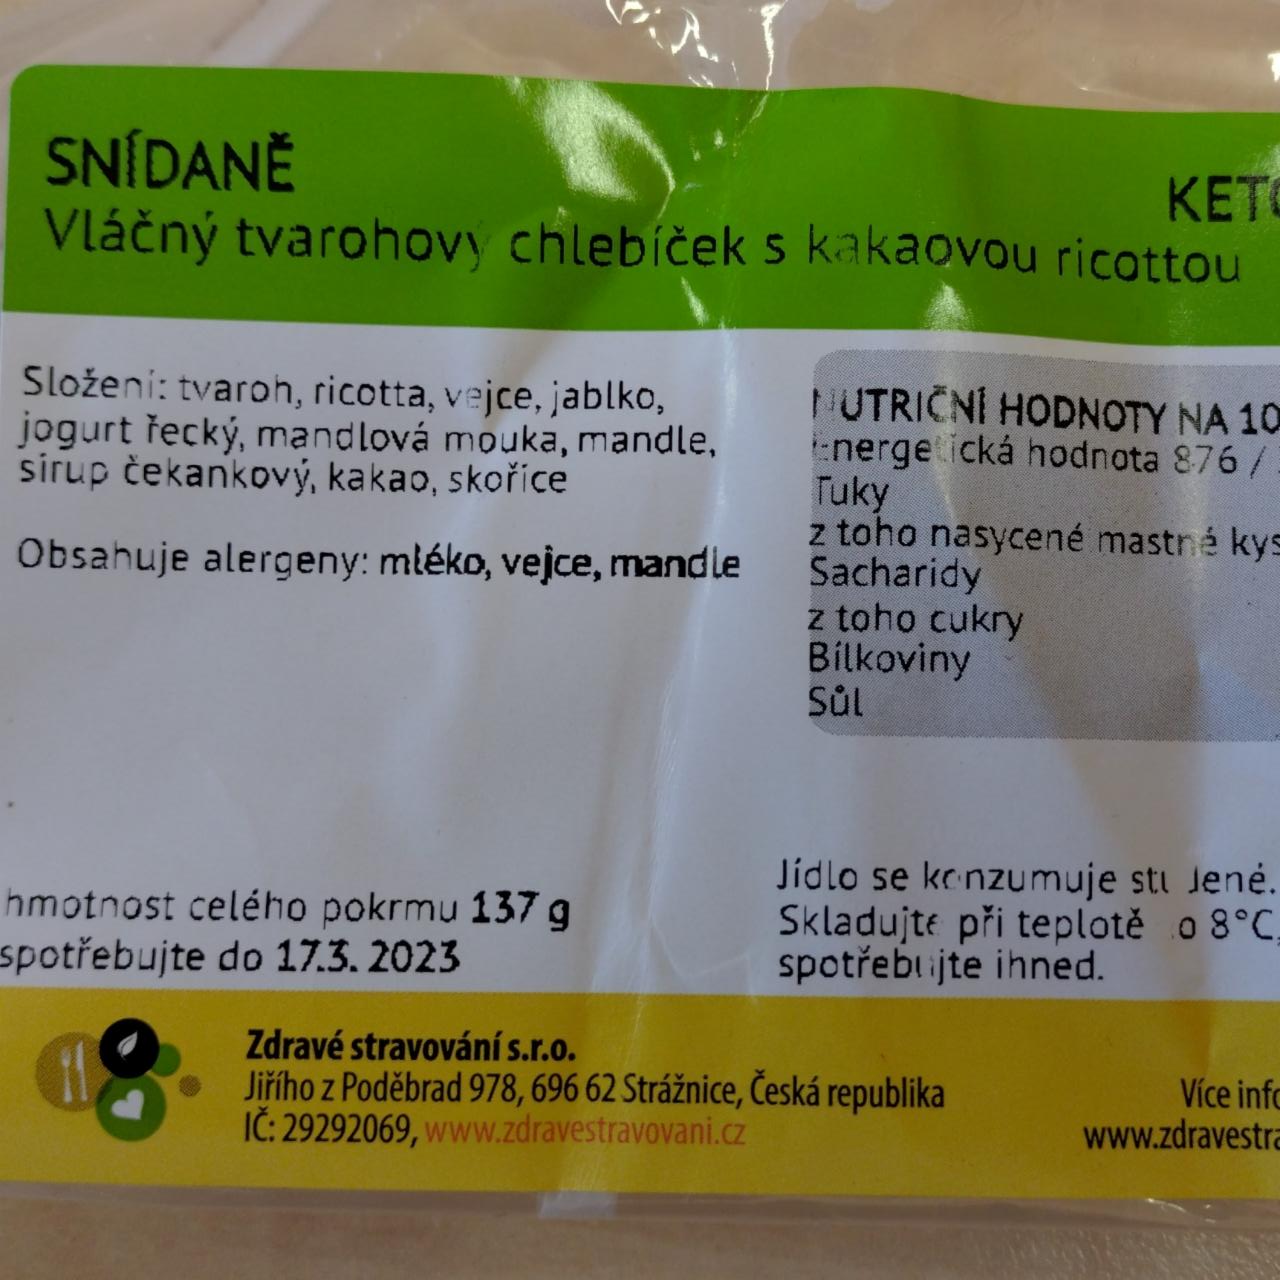 SNÍDANĚ
KETO
Vláčný tvarohový chlebíček s kakaovou ricottou
Složení: tvaroh, ricotta, vejce, jablko,
jogurt řecký, mandlová mouka, mandle,
sirup čekankový, kakao, skořice
Obsahuje alergeny: mléko, vejce, mandle
NUTRIČNÍ HODNOTY NA 10
Energetická hodnota 876 /
Tuky
z toho nasycené mastné kys
Sacharidy
z toho cukry
Bílkoviny
Sůl
hmotnost celého pokrmu 137 g
spotřebujte do 17.3. 2023
Jídlo se konzumuje studené.
Skladujte při teplotě do 8°C,
spotřebujte ihned.
Zdravé stravování s.r.o.
Jiřího z Poděbrad 978, 696 62 Strážnice, Česká republika
IČ: 29292069, www.zdravestravovani.cz
Více info
www.zdravestra